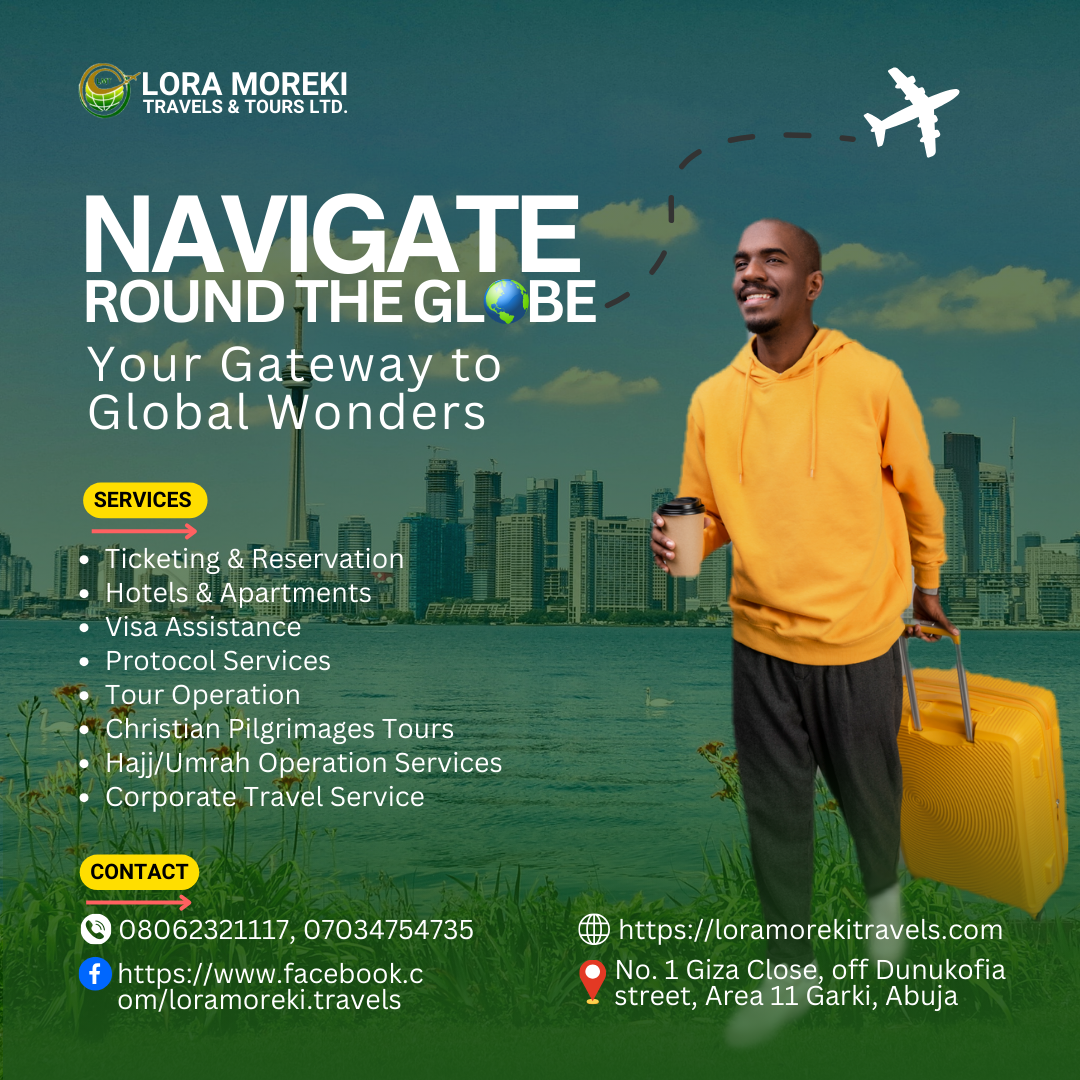 LORA MOREKI
TRAVELS & TOURS LTD.
NAVIGATE
ROUND THE GLOBE
Your Gateway to
Global Wonders
SERVICES
Ticketing & Reservation
Hotels & Apartments
Visa Assistance
Protocol Services
Tour Operation
Christian Pilgrimages Tours
Hajj/Umrah Operation Services
Corporate Travel Service
CONTACT
08062321117, 07034754735
https://www.facebook.c
om/loramoreki.travels
https://loramorekitravels.com
No. 1 Giza Close, off Dunukofia
street, Area 11 Garki, Abuja